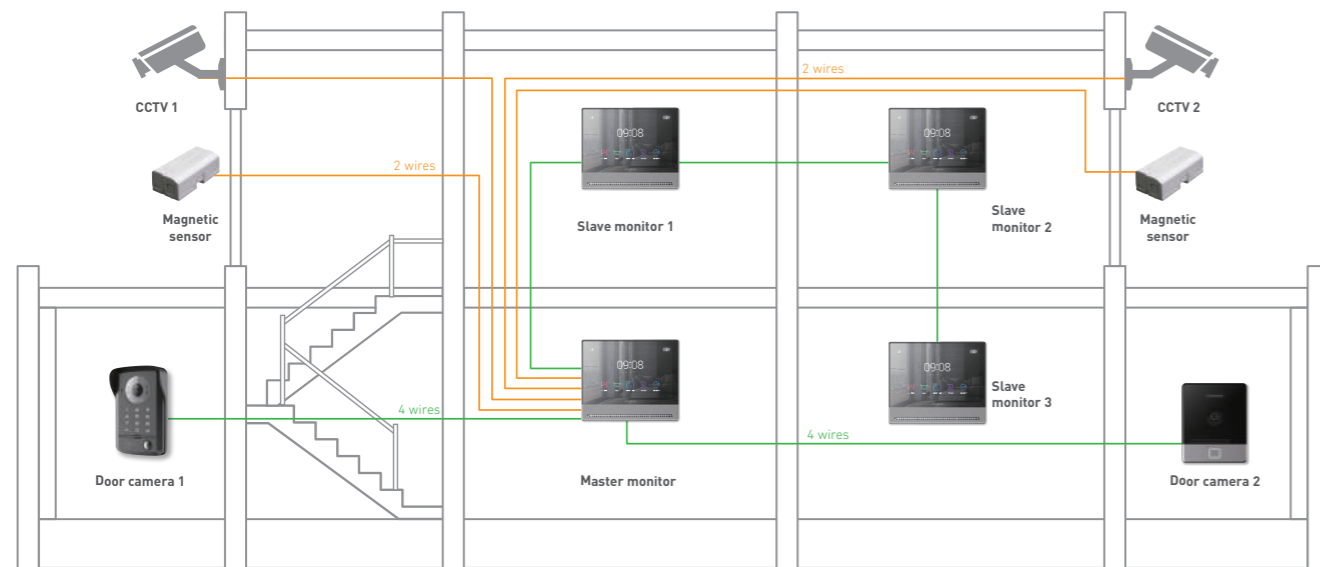 2 wires
CCTV 1
CCTV 2
09:08
09:08
2 wires
Magnetic
sensor
Slave monitor 1
Slave
monitor 2
Magnetic
sensor
09:08
09:08
Slave
monitor 3
4 wires
4 wires
Door camera 1
Master monitor
Door camera 2